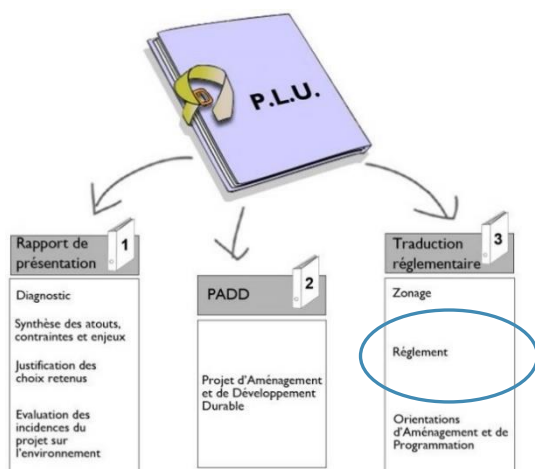 P.L.U.
Rapport de
présentation
1
Diagnostic
Synthèse des atouts,
contraintes et enjeux
Justification des
choix retenus
Evaluation des
incidences du
projet sur
l'environnement
PADD
2
Projet d'Aménagement
et de Développement
Durable
Traduction
réglementaire
3
Zonage
Réglement
Orientations
d'Aménagement et de
Programmation